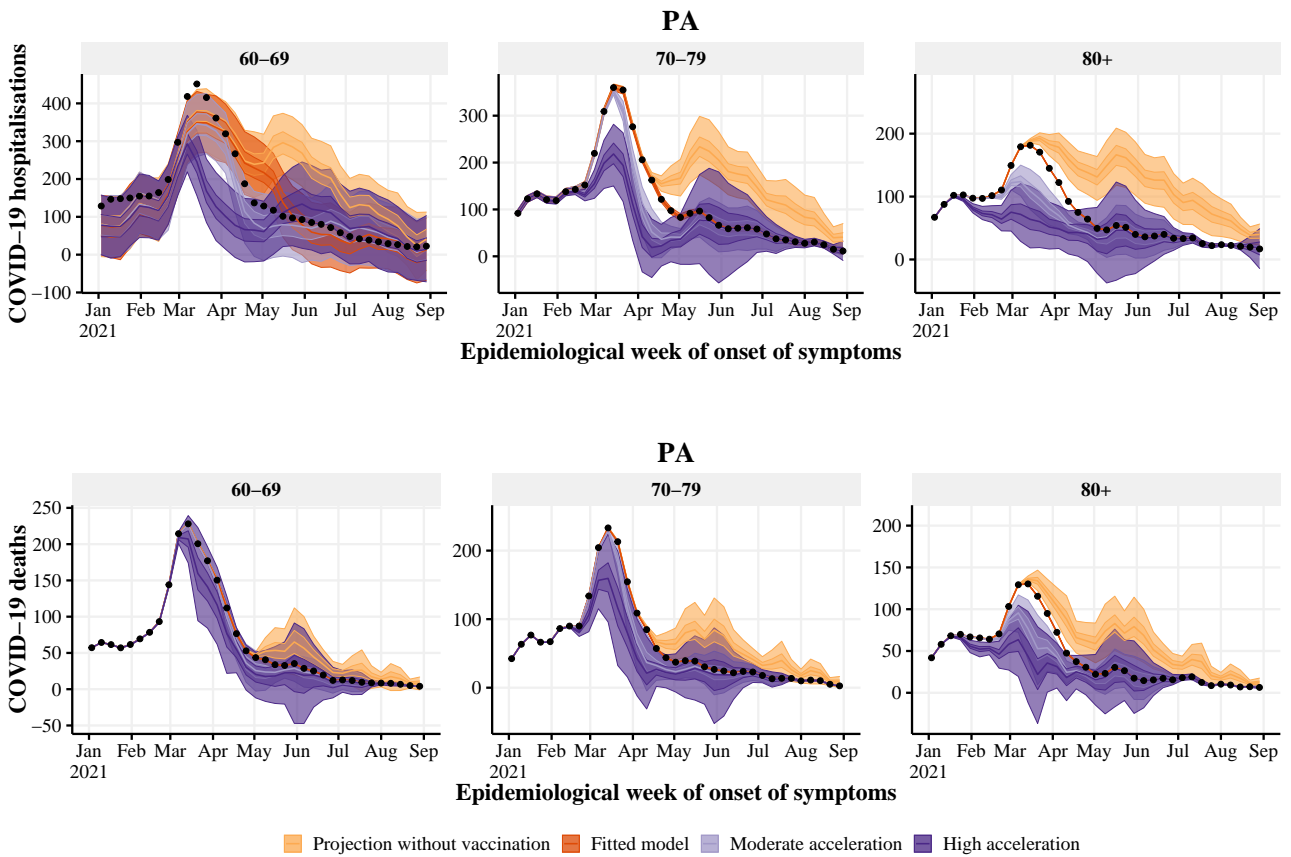 PA
60−69 70−79 80+
COVID−19 hospitalisations
400
300
200
100
0
−100
300
200
100
0
200
100
0
Jan Feb Mar Apr May Jun Jul Aug Sep
2021
Jan Feb Mar Apr May Jun Jul Aug Sep
2021
Jan Feb Mar Apr May Jun Jul Aug Sep
2021
Epidemiological week of onset of symptoms
PA
60−69 70−79 80+
COVID−19 deaths
250
200
150
100
50
0
−50
200
100
0
200
150
100
50
0
Jan Feb Mar Apr May Jun Jul Aug Sep
2021
Jan Feb Mar Apr May Jun Jul Aug Sep
2021
Jan Feb Mar Apr May Jun Jul Aug Sep
2021
Epidemiological week of onset of symptoms
Projection without vaccination Fitted model Moderate acceleration High acceleration